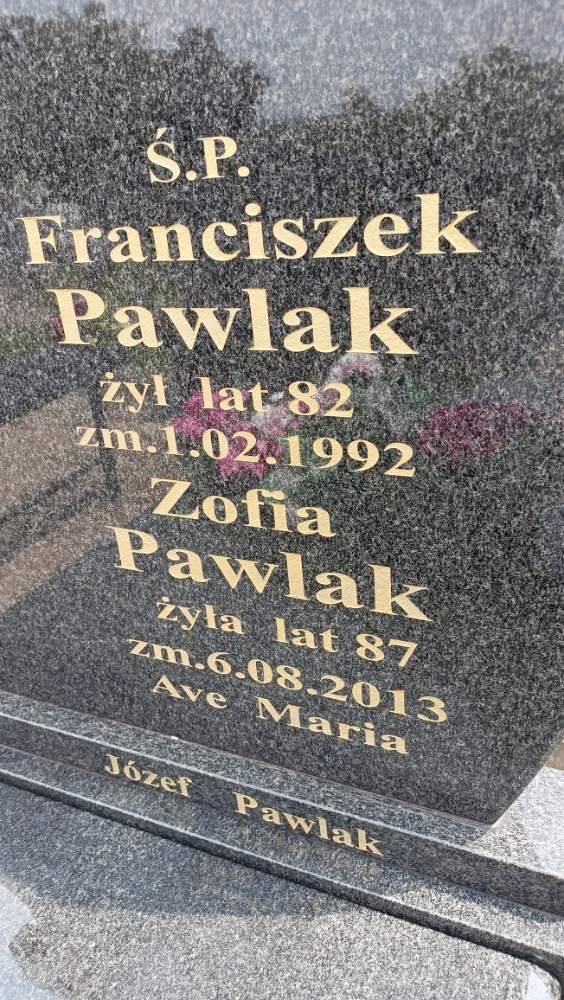 Ś.P.
Franciszek
Pawlak
żył lat 82
zm.1.02.1992
Zofia
Pawlak
żyła lat 87
zm.6.08.2013
Ave Maria
Józef Pawlak